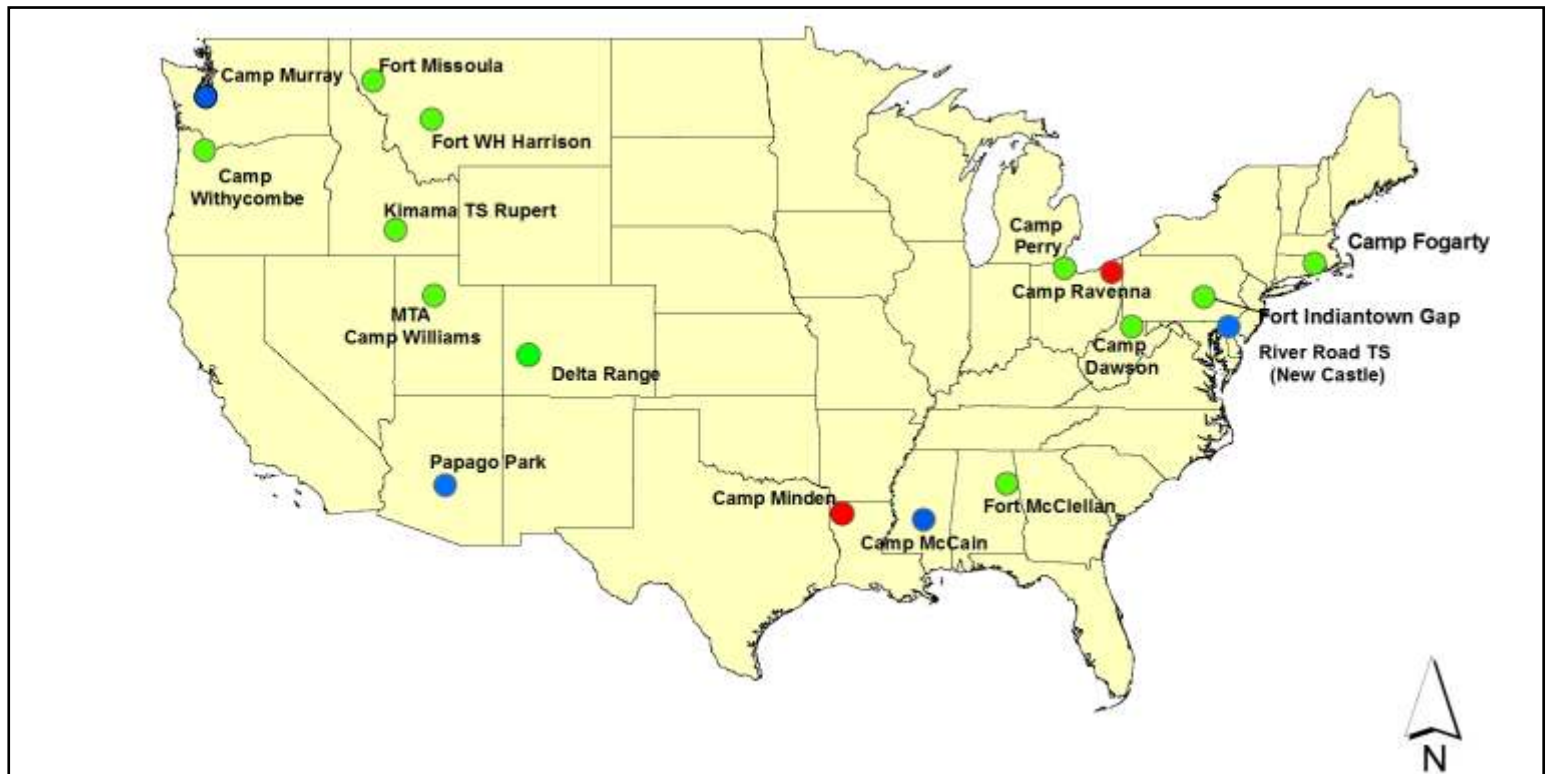 Camp Murray
Fort Missoula
Fort WH Harrison
Camp
Withycombe
Kimama TS Rupert
Camp
Perry
Camp Fogarty
Camp Ravenna
MTA
Camp Williams
Fort Indiantown Gap
Camp
Dawson
River Road TS
(New Castle)
Delta Range
Papago Park
Camp Minden
Fort McClellan
Camp McCain
N